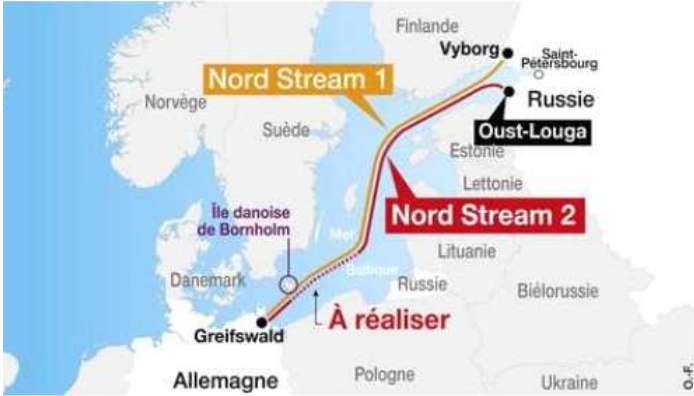 Finlande
Vyborg
Saint-
Pétersbourg
Nord Stream 1
Norvège
Russie
Suède
Oust-Louga
Estonie
Lettonie
Île danoise
de Bornholm
Nord Stream 2
Mer
Baltique
Lituanie
Danemark
Russie
Biélorussie
À réaliser
Greifswald
Allemagne
Pologne
Ukraine
O.-F.